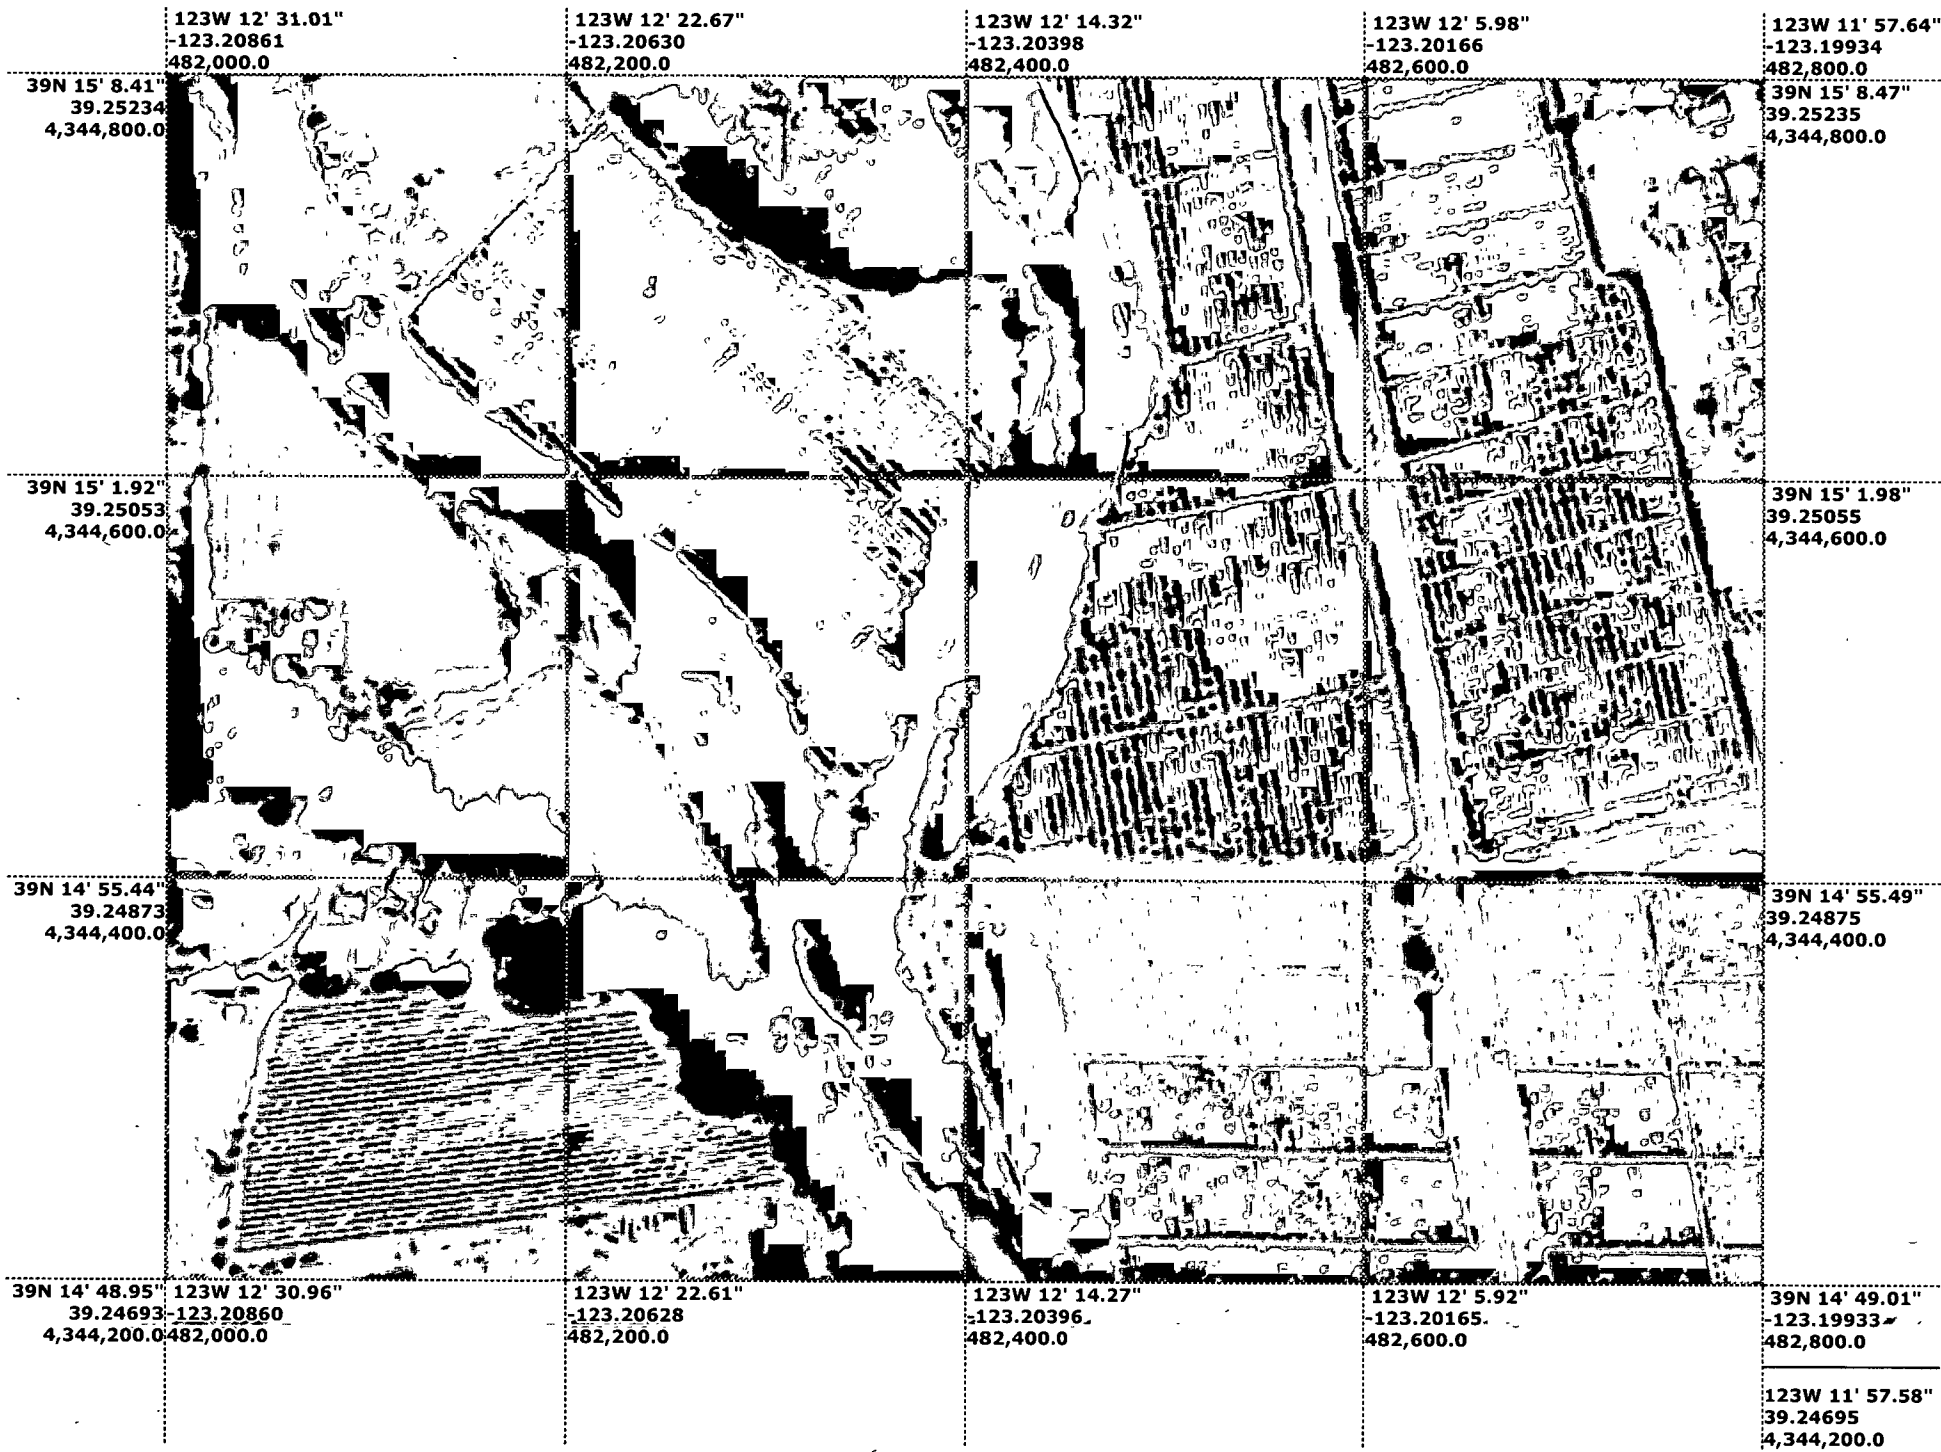 123W 12' 31.01"
-123.20861
482,000.0
123W 12' 22.67"
-123.20630
482,200.0
123W 12' 14.32"
-123.20398
482,400.0
123W 12' 5.98"
-123.20166
482,600.0
123W 11' 57.64"
-123.19934
482,800.0
39N 15' 8.41"
39.25234
4,344,800.0
39N 15' 8.47"
39.25235
4,344,800.0
39N 15' 1.92"
39.25053
4,344,600.0
39N 15' 1.98"
39.25055
4,344,600.0
39N 14' 55.44"
39.24873
4,344,400.0
39N 14' 55.49"
39.24875
4,344,400.0
39N 14' 48.95"
39.24693
4,344,200.0
123W 12' 30.96"
-123.20860
482,000.0
123W 12' 22.61"
-123.20628
482,200.0
123W 12' 14.27"
-123.20396
482,400.0
123W 12' 5.92"
-123.20165
482,600.0
39N 14' 49.01"
-123.19933
482,800.0
123W 11' 57.58"
39.24695
4,344,200.0